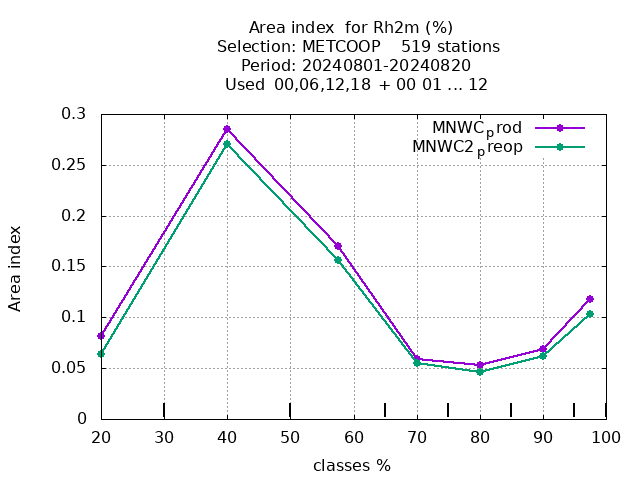 Area index  for Rh2m (%)
Selection: METCOOP    519 stations
Period: 20240801-20240820
Used  00,06,12,18 + 00 01 ... 12
MNWCprod
MNWC2preop
0.3
0.25
0.2
0.15
0.1
0.05
0
Area index
20 30 40 50 60 70 80 90 100
classes %